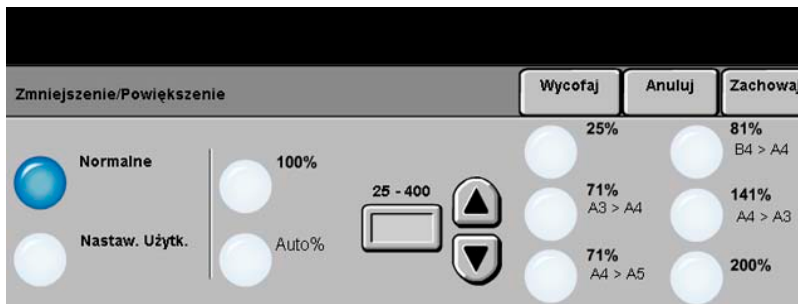 Zmniejszenie/Powiększenie
Wycofaj
Anuluj
Zachowaj
Normalne
Nastaw. Użytk.
100%
Auto%
25 - 400
25%
71%
A3 > A4
71%
A4 > A5
81%
B4 > A4
141%
A4 > A3
200%